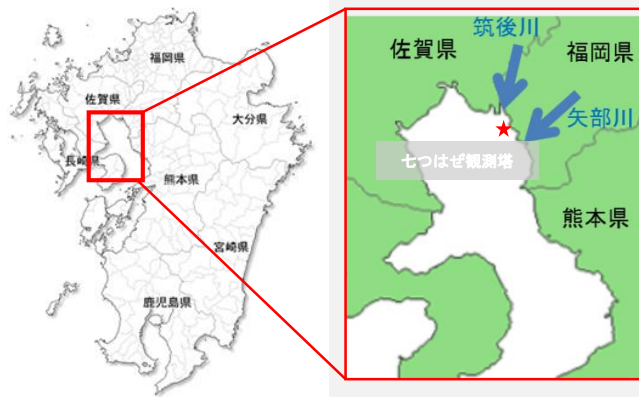 福岡県
佐賀県
大分県
長崎県
熊本県
宮崎県
鹿児島県
筑後川
佐賀県
福岡県
矢部川
七つはぜ観測塔
熊本県